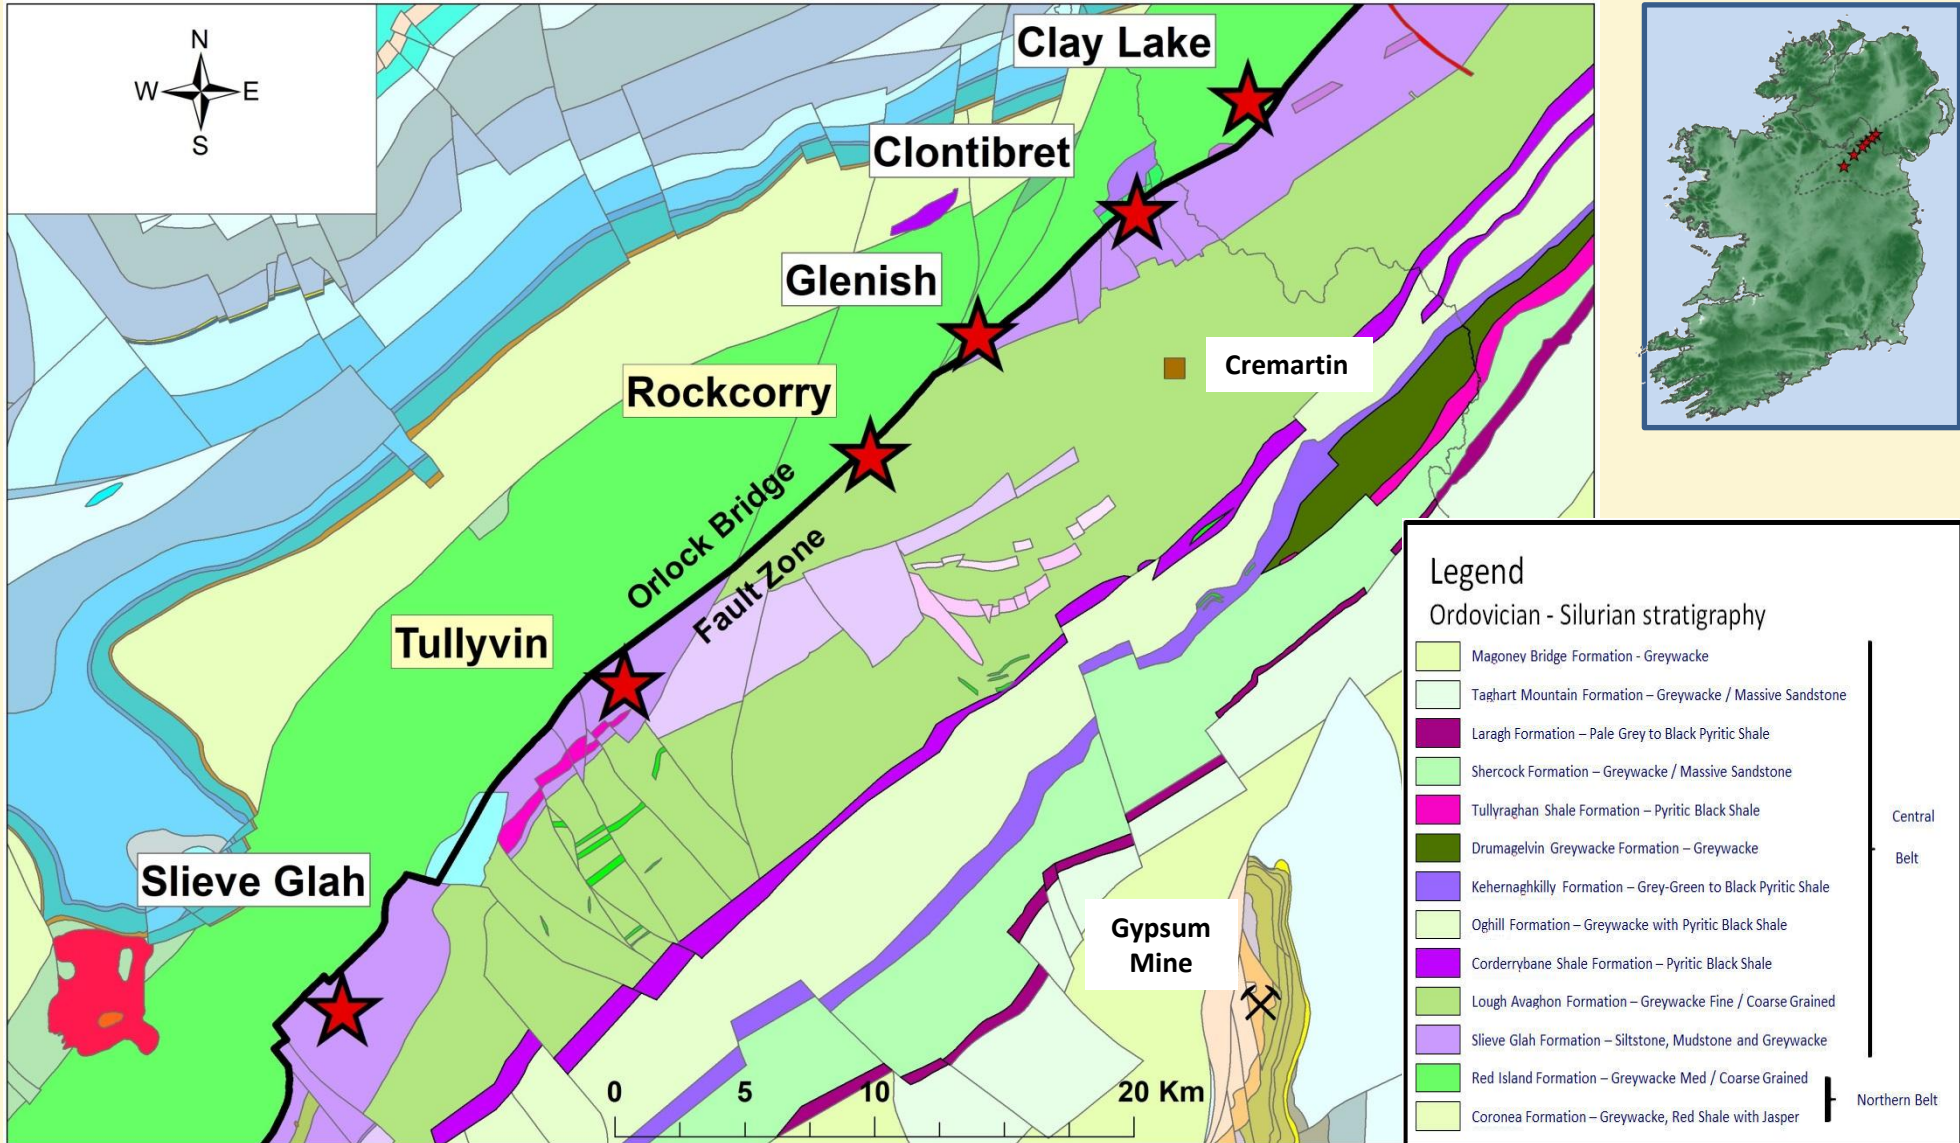 N
W E
S
Clay Lake
Clontibret
Glenish
Rockcorry
Cremartin
Orlock Bridge
Fault Zone
Tullyvin
Slieve Glah
Gypsum
Mine
0 5 10 20 Km
Legend
Ordovician - Silurian stratigraphy
Magoney Bridge Formation - Greywacke
Taghart Mountain Formation – Greywacke / Massive Sandstone
Laragh Formation – Pale Grey to Black Pyritic Shale
Shercock Formation – Greywacke / Massive Sandstone
Tullyraghan Shale Formation – Pyritic Black Shale
Drumagelvin Greywacke Formation – Greywacke
Kehernaghkilly Formation – Grey-Green to Black Pyritic Shale
Oghill Formation – Greywacke with Pyritic Black Shale
Corderrybane Shale Formation – Pyritic Black Shale
Lough Avaghon Formation – Greywacke Fine / Coarse Grained
Slieve Glah Formation – Siltstone, Mudstone and Greywacke
Central
Belt
Red Island Formation – Greywacke Med / Coarse Grained
Coronea Formation – Greywacke, Red Shale with Jasper
Northern Belt